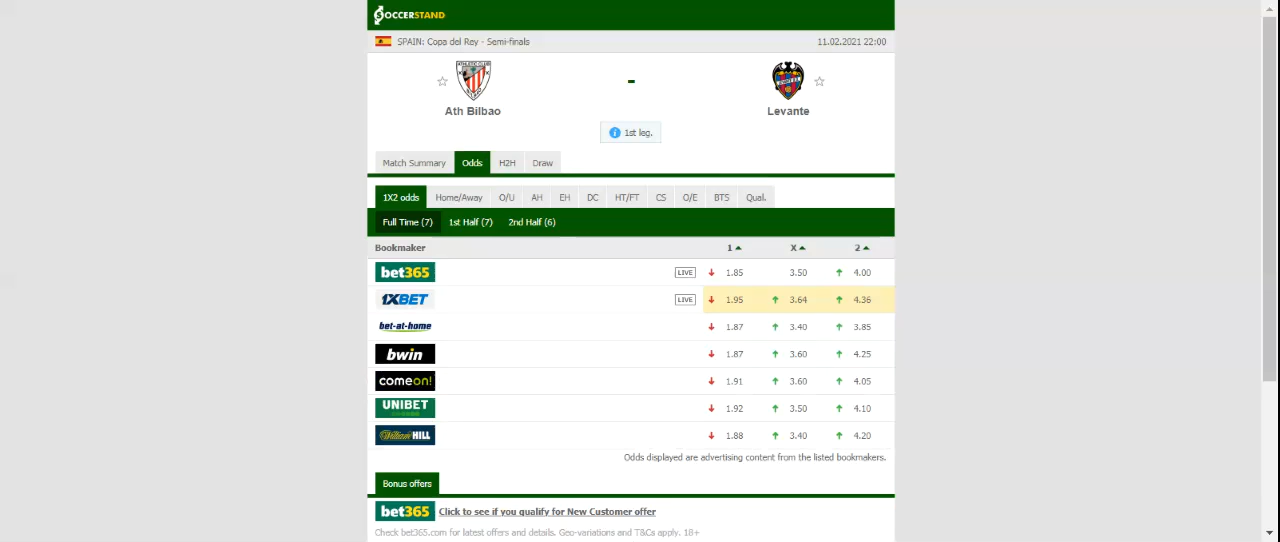 SOCCERSTAND
SPAIN: Copa del Rey - Semi-finals 11.02.2021 22:00
-
Ath Bilbao Levante
1st leg.
Match Summary Odds H2H Draw
1X2 odds Home/Away O/U AH EH DC HT/FT CS O/E BTS Qual.
Full Time (7) 1st Half (7) 2nd Half (6)
Bookmaker 1 X 2
bet365 LIVE 1.85 3.50 4.00
1XBET LIVE 1.95 3.64 4.36
bet-at-home 1.87 3.40 3.85
bwin 1.87 3.60 4.25
comeon! 1.91 3.60 4.05
UNIBET 1.92 3.50 4.10
William HILL 1.88 3.40 4.20
Odds displayed are advertising content from the listed bookmakers.
Bonus offers
bet365 Click to see if you qualify for New Customer offer
Check bet365.com for latest offers and details. Geo-variations and T&Cs apply. 18+